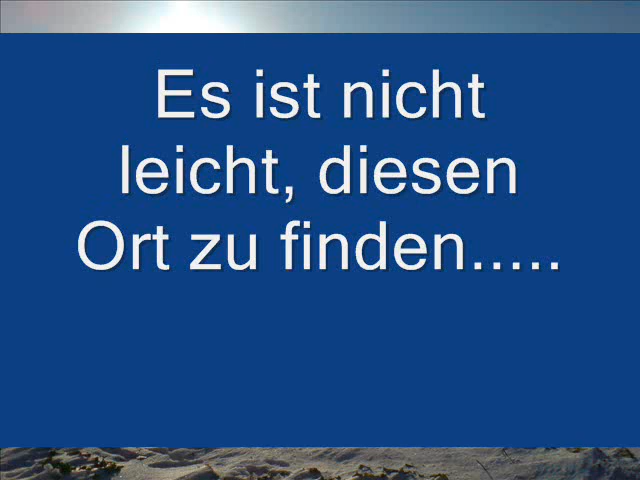 Es ist nicht
leicht, diesen
Ort zu finden.....